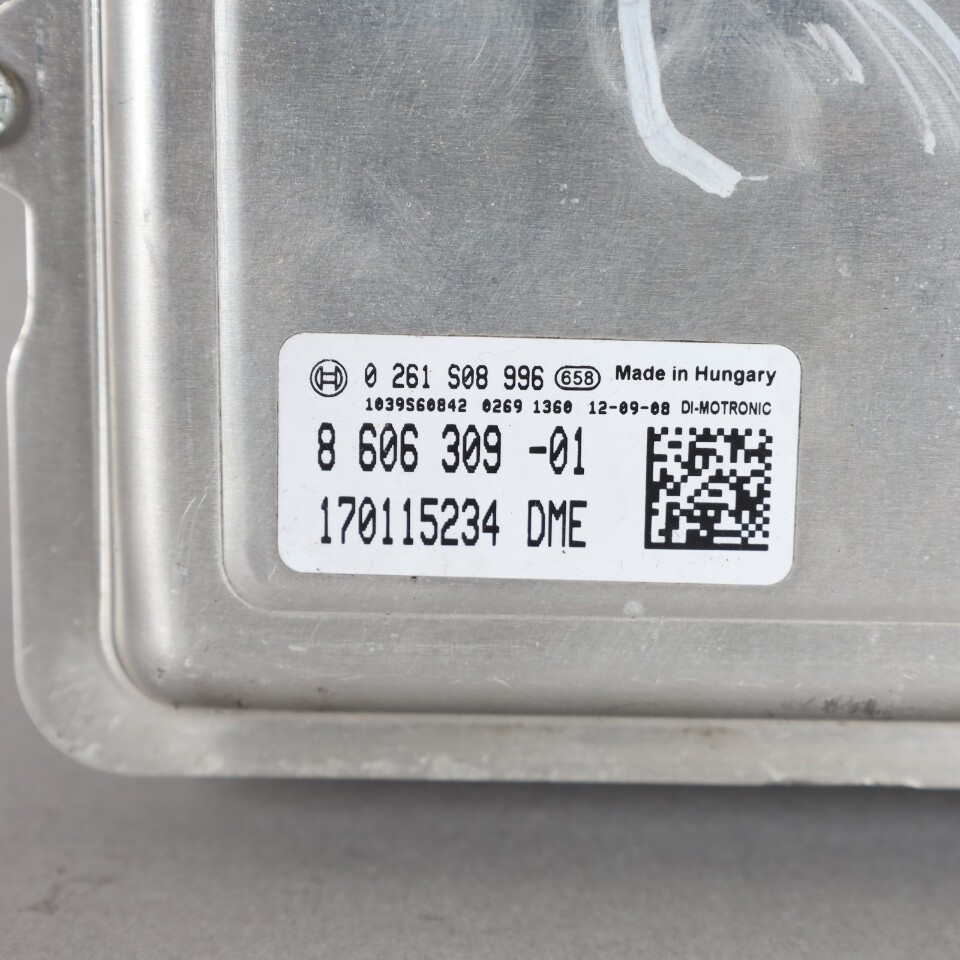 0 261 S08 996 658 Made in Hungary
1039S60842 0269 1360 12-09-08 DI-MOTRONIC
8 606 309 -01
170115234 DME